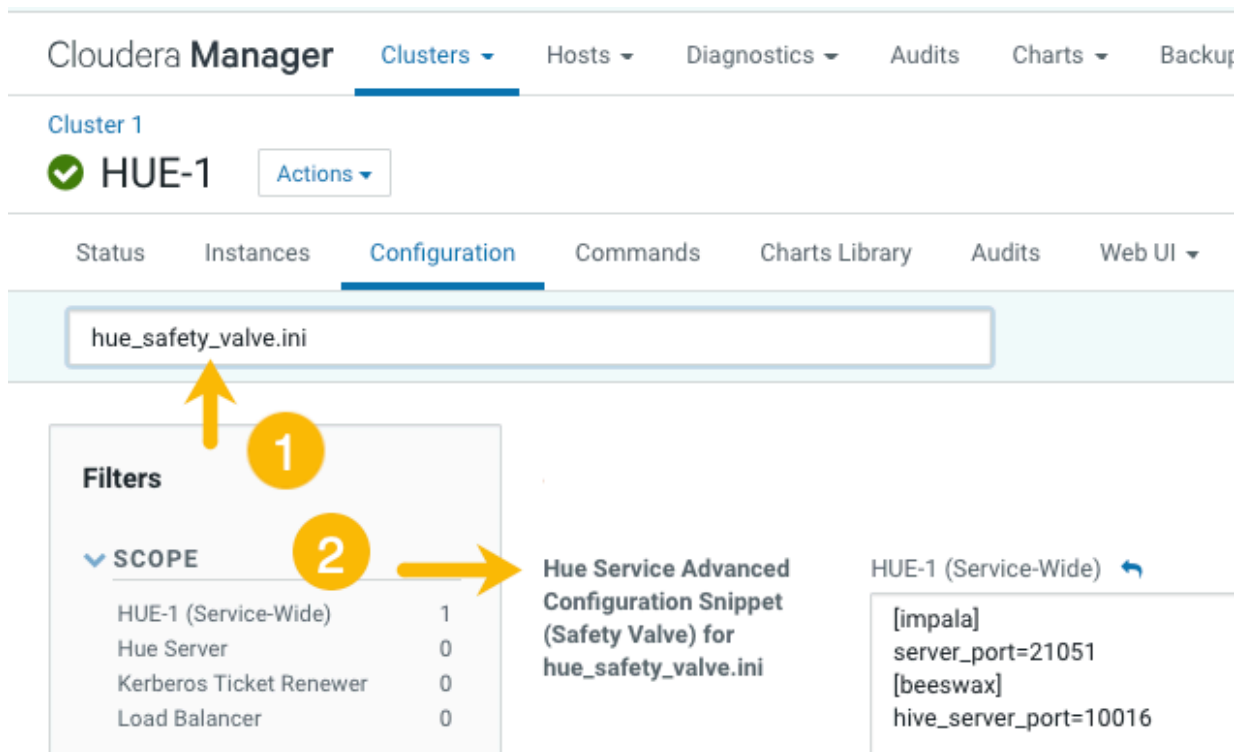 Cloudera Manager Clusters Hosts Diagnostics Audits Charts
Cluster 1
HUE-1 Actions
Status Instances Configuration Commands Charts Library Audits Web UI
hue_safety_valve.ini
1
Filters
2
SCOPE
HUE-1 (Service-Wide) 1
Hue Server 0
Kerberos Ticket Renewer 0
Load Balancer 0
Hue Service Advanced
Configuration Snippet
(Safety Valve) for
hue_safety_valve.ini
HUE-1 (Service-Wide)
[impala]
server_port=21051
[beeswax]
hive_server_port=10016